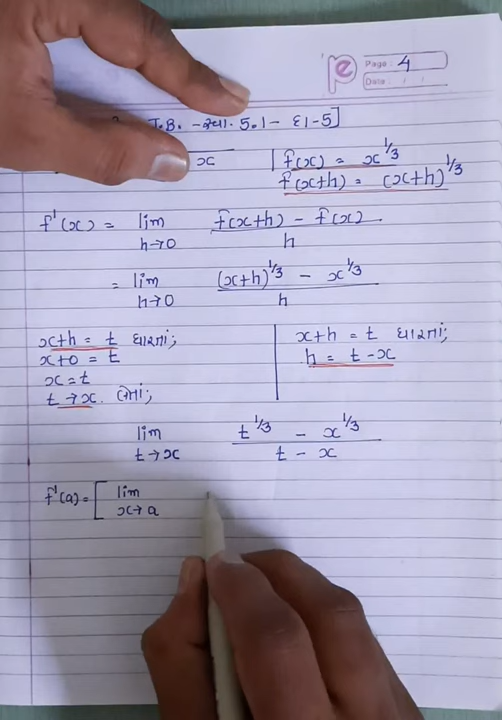 Page: 4
Date: / /
T.B. - સ્વા. 5.1 - દા-5]
x
f(x) = x^1/3
f(x+h) = (x+h)^1/3
f'(x) = lim h→0 f(x+h) - f(x) / h
= lim h→0 (x+h)^1/3 - x^1/3 / h
x+h = t ધારતાં;
x+0 = t
x = t
t → x. લેતાં;
x+h = t ધારતાં;
h = t - x
lim t→x t^1/3 - x^1/3 / t - x
f'(a) = [ lim x→a